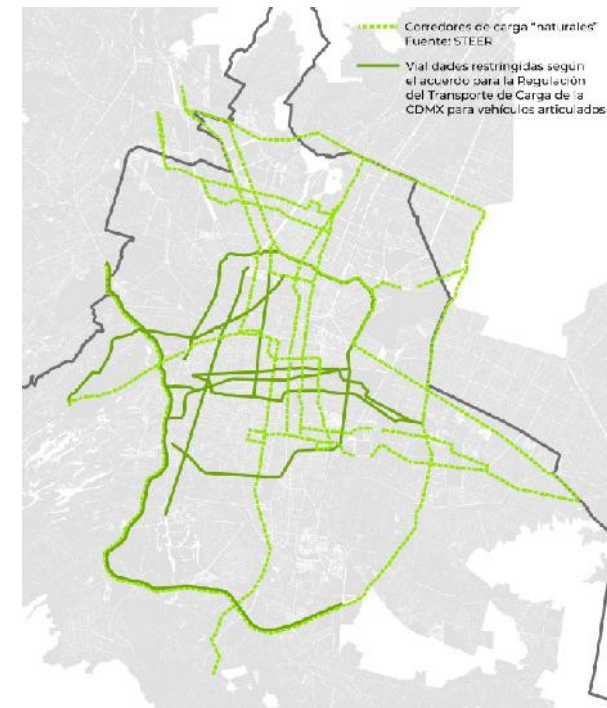 Corredores de carga “naturales”
Fuente: STEER
Vialidades restringidas según
el acuerdo para la Regulación
del Transporte de Carga de la
CDMX para vehículos articulados